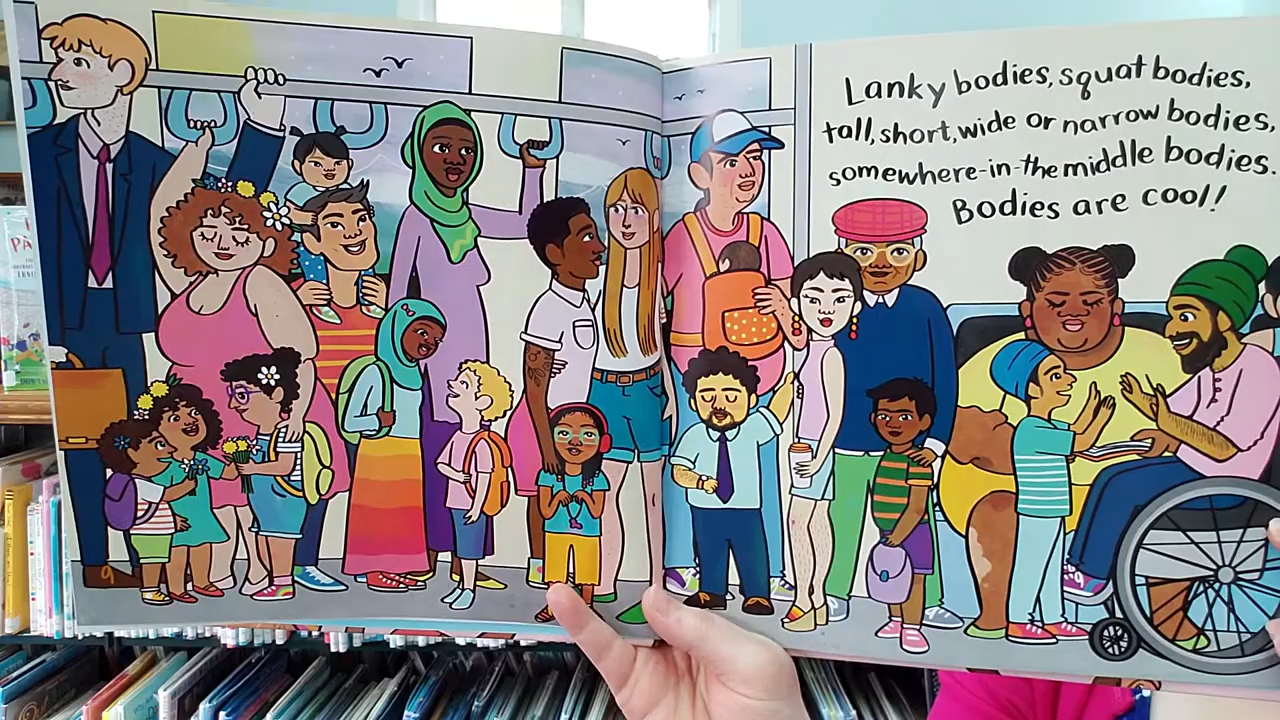 Lanky bodies, squat bodies,
tall, short, wide or narrow bodies,
somewhere-in-the middle bodies.
Bodies are cool!